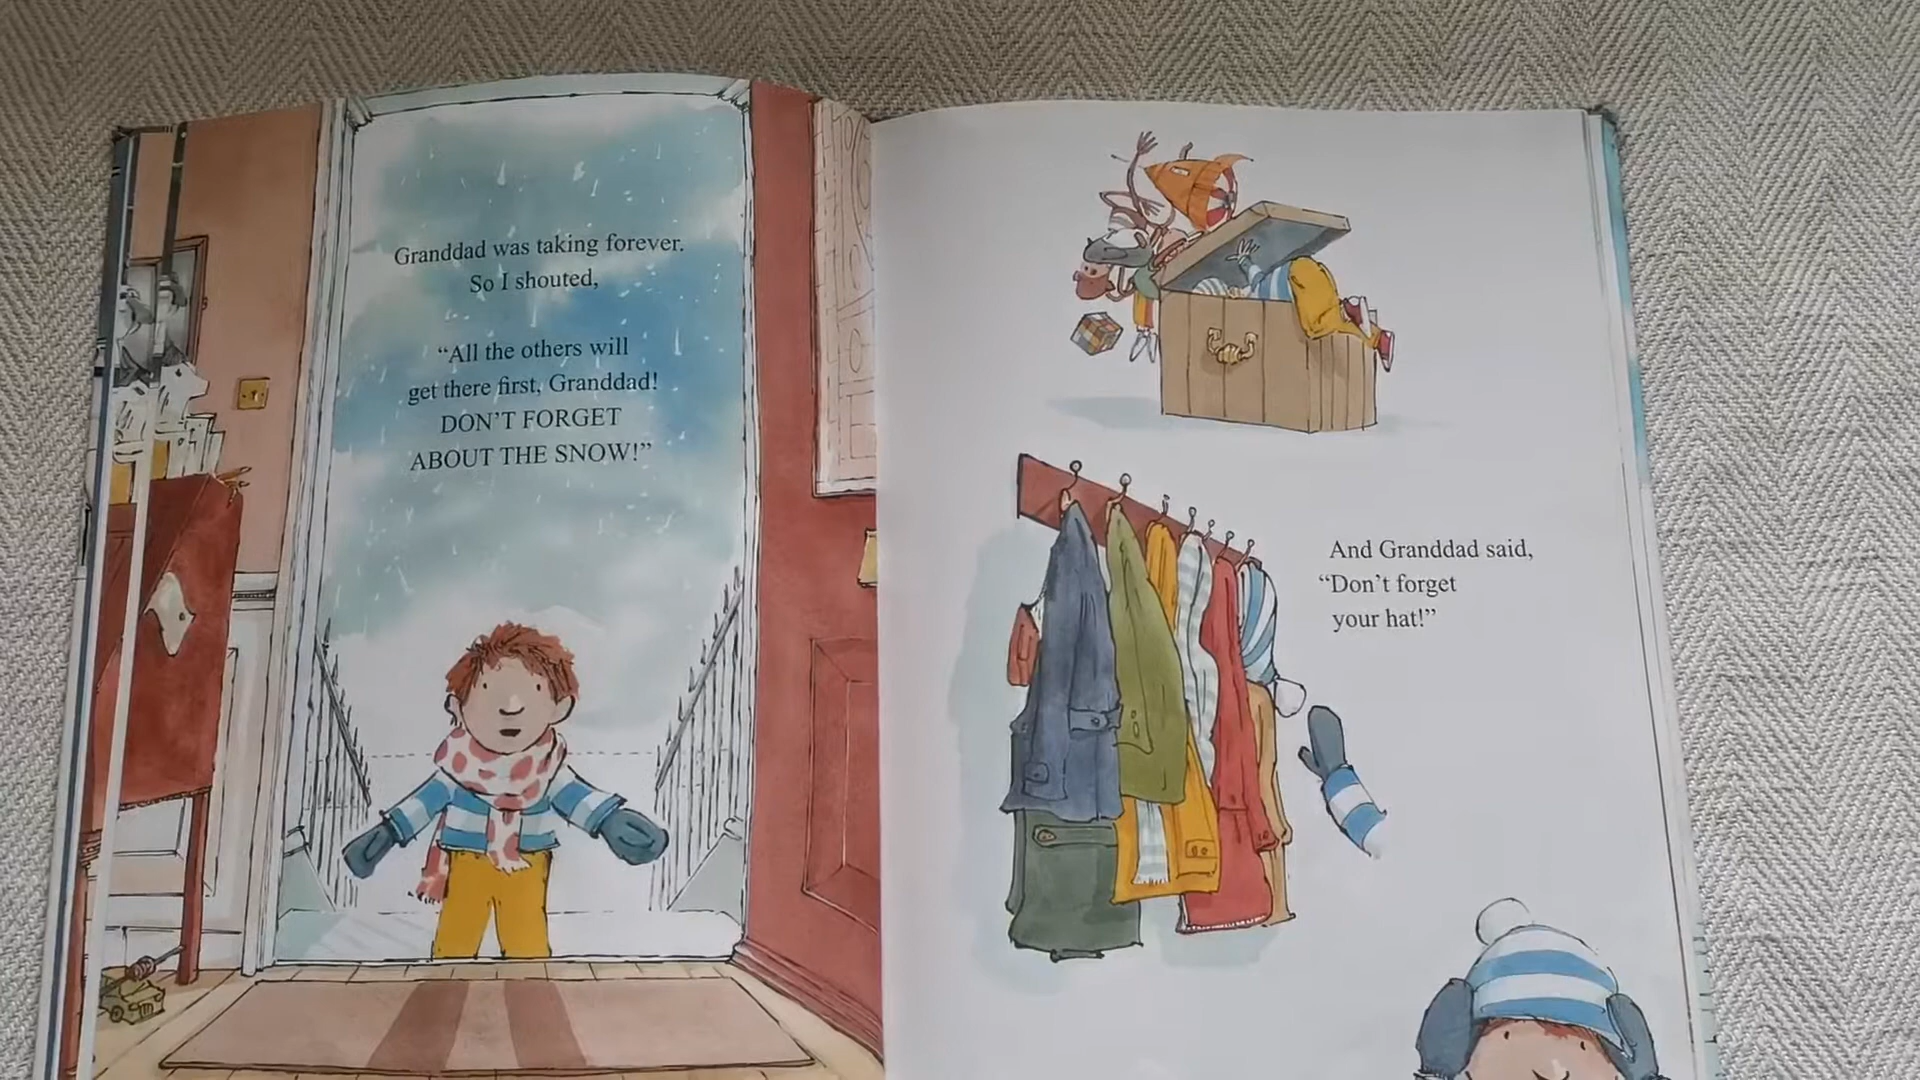 Granddad was taking forever.
So I shouted,
“All the others will
get there first, Granddad!
DON’T FORGET
ABOUT THE SNOW!”
And Granddad said,
“Don’t forget
your hat!”